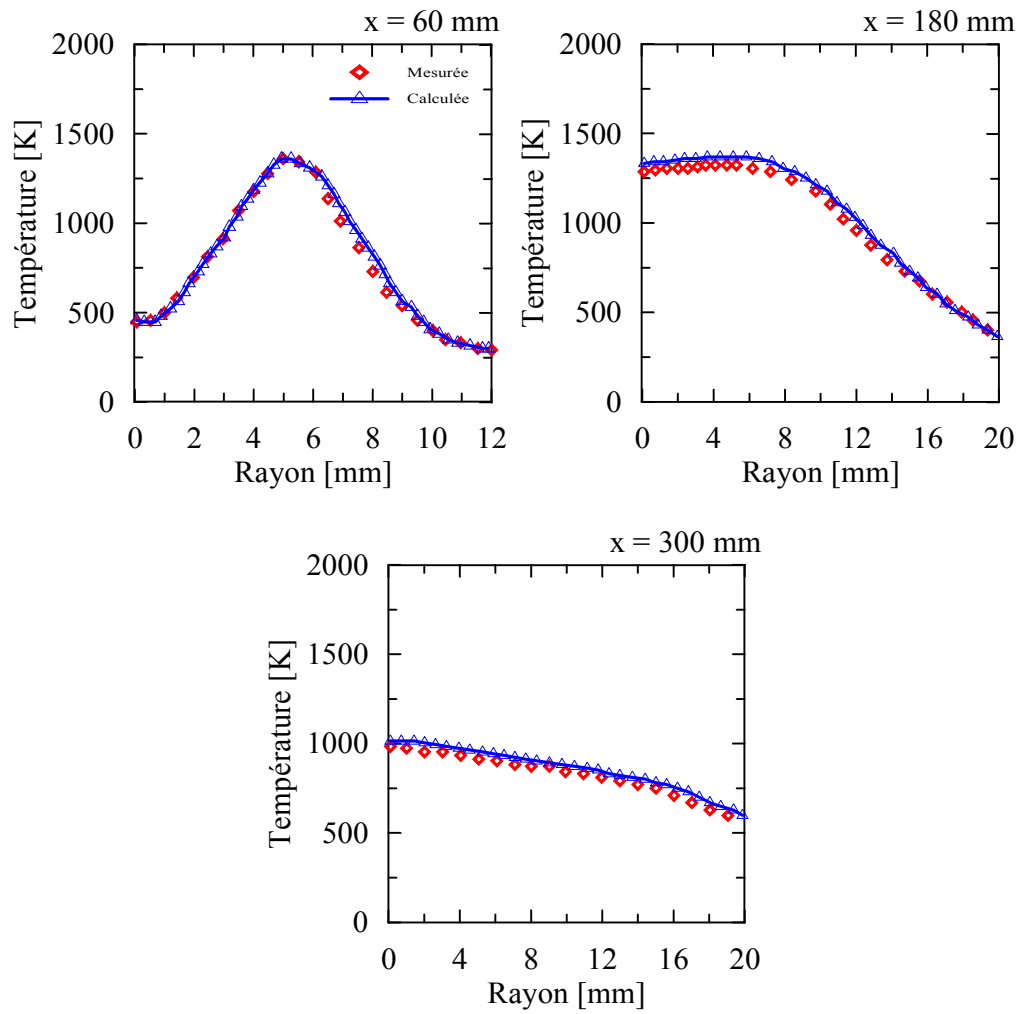 x = 60 mm
2000
1500
1000
500
0
Température [K]
Mesurée
Calculée
0 2 4 6 8 10 12
Rayon [mm]
x = 180 mm
2000
1500
1000
500
0
Température [K]
0 4 8 12 16 20
Rayon [mm]
x = 300 mm
2000
1500
1000
500
0
Température [K]
0 4 8 12 16 20
Rayon [mm]